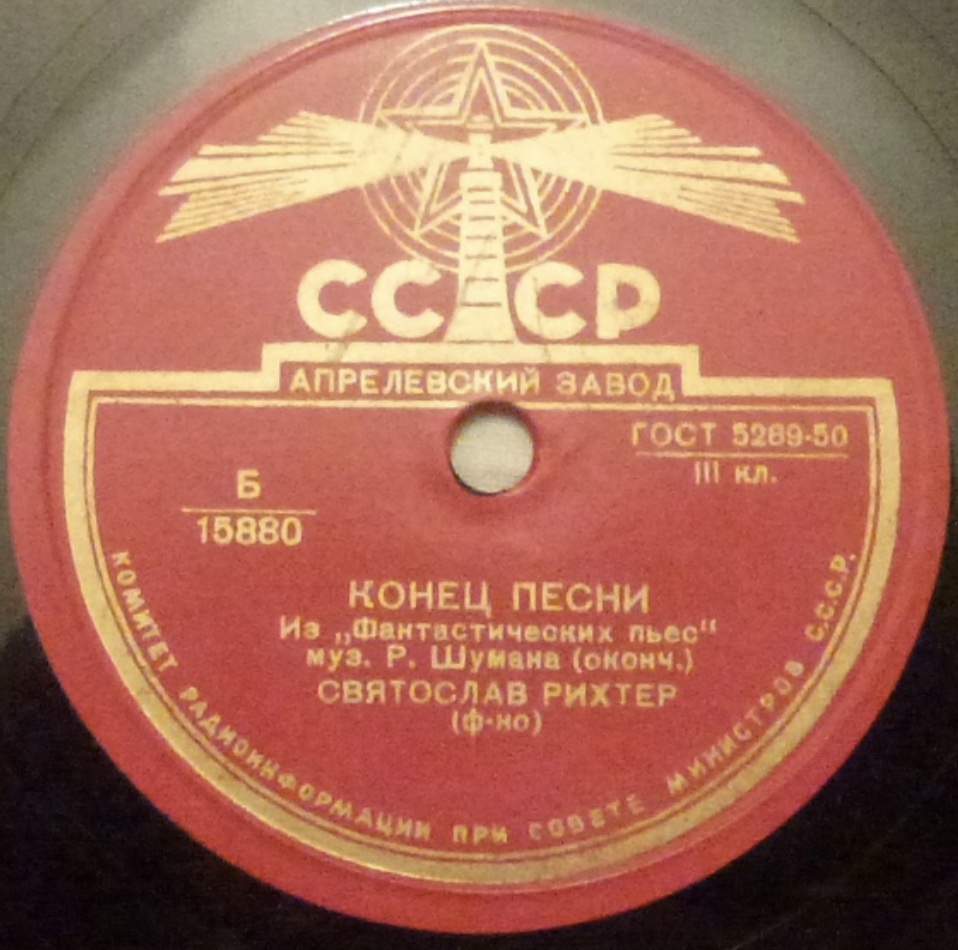 СССР
АПРЕЛЕВСКИЙ ЗАВОД
ГОСТ 5289-50
III кл.
Б
15880
КОНЕЦ ПЕСНИ
Из „Фантастических пьес“
муз. Р. Шумана (оконч.)
СВЯТОСЛАВ РИХТЕР
(ф-но)
КОМИТЕТ РАДИОИНФОРМАЦИИ ПРИ СОВЕТЕ МИНИСТРОВ С.С.С.Р.